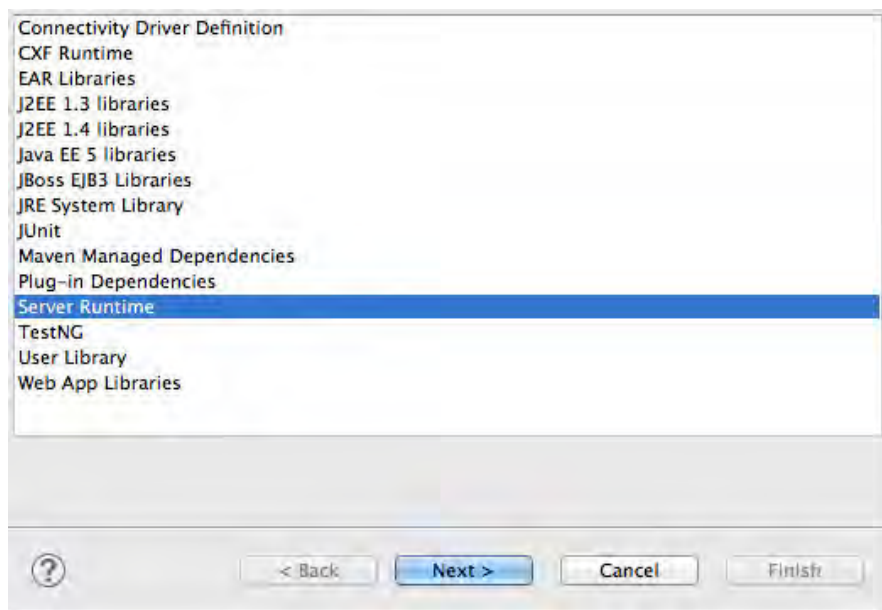 Connectivity Driver Definition
CXF Runtime
EAR Libraries
J2EE 1.3 libraries
J2EE 1.4 libraries
Java EE 5 libraries
JBoss EJB3 Libraries
JRE System Library
JUnit
Maven Managed Dependencies
Plug-in Dependencies
Server Runtime
TestNG
User Library
Web App Libraries
? < Back Next > Cancel Finish